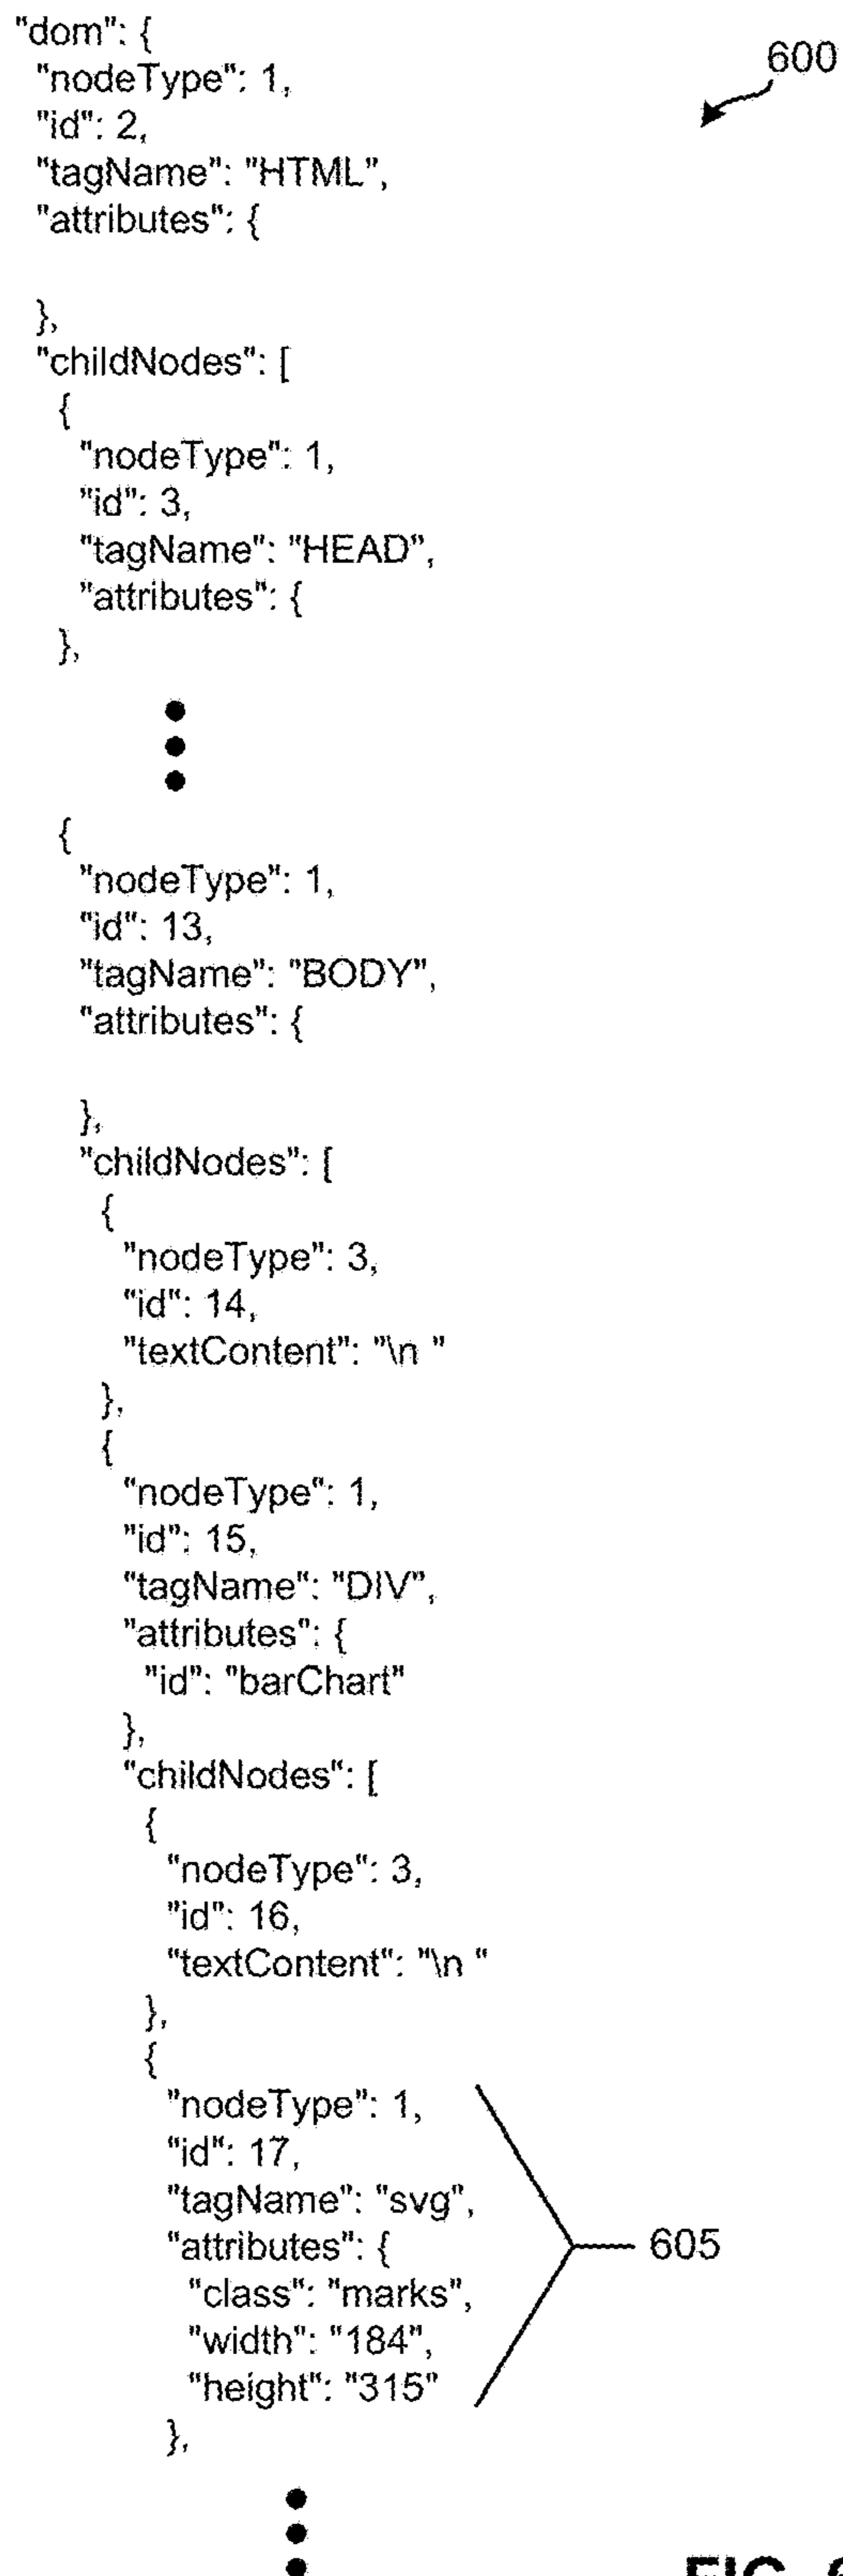 "dom": {
600
"nodeType": 1,
"id": 2,
"tagName": "HTML",
"attributes": {
},
"childNodes": [
{
"nodeType": 1,
"id": 3,
"tagName": "HEAD",
"attributes": {
},
{
"nodeType": 1,
"id": 13,
"tagName": "BODY",
"attributes": {
},
"childNodes": [
{
"nodeType": 3,
"id": 14,
"textContent": "\n "
},
{
"nodeType": 1,
"id": 15,
"tagName": "DIV",
"attributes": {
"id": "barChart"
},
"childNodes": [
{
"nodeType": 3,
"id": 16,
"textContent": "\n "
},
{
"nodeType": 1,
"id": 17,
"tagName": "svg",
"attributes": {
605
"class": "marks",
"width": "184",
"height": "315"
},
FIG.